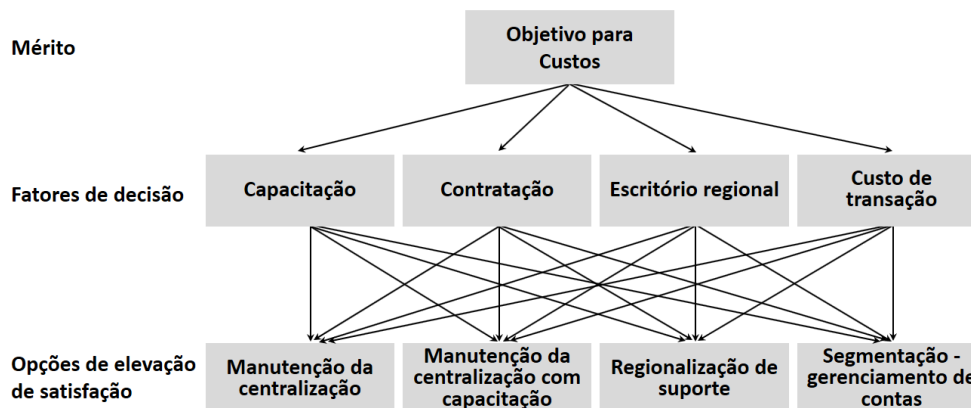 Mérito
Objetivo para
Custos
Fatores de decisão
Capacitação
Contratação
Escritório regional
Custo de
transação
Opções de elevação
de satisfação
Manutenção da
centralização
Manutenção da
centralização com
capacitação
Regionalização de
suporte
Segmentação -
gerenciamento de
contas